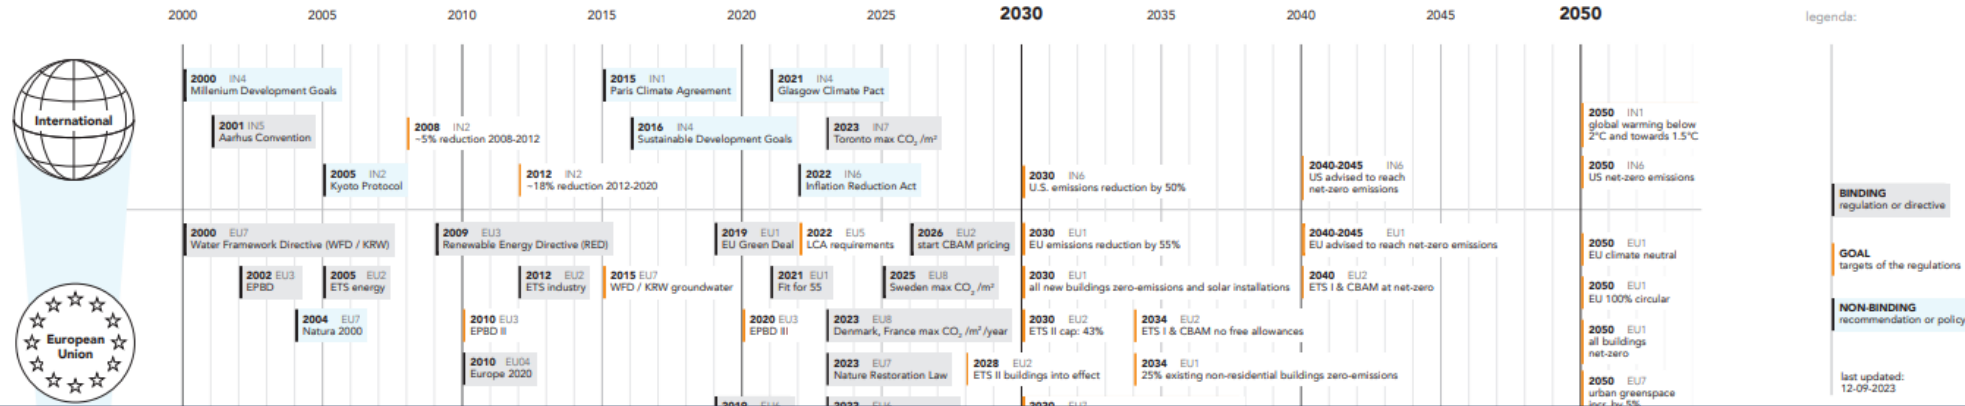 2000 2005 2010 2015 2020 2025 2030 2035 2040 2045 2050 legenda:
International
2000 IN4
Millenium Development Goals
2015 IN1
Paris Climate Agreement
2021 IN4
Glasgow Climate Pact
2001 IN5
Aarhus Convention
2008 IN2
~5% reduction 2008-2012
2016 IN4
Sustainable Development Goals
2023 IN7
Toronto max CO₂ /m²
2050 IN1
global warming below
2°C and towards 1.5°C
2005 IN2
Kyoto Protocol
2012 IN2
~18% reduction 2012-2020
2022 IN6
Inflation Reduction Act
2030 IN6
U.S. emissions reduction by 50%
2040-2045 IN6
US advised to reach
net-zero emissions
2050 IN6
US net-zero emissions
European
Union
2000 EU7
Water Framework Directive (WFD / KRW)
2009 EU3
Renewable Energy Directive (RED)
2019 EU1
EU Green Deal
2022 EU5
LCA requirements
2026 EU2
start CBAM pricing
2030 EU1
EU emissions reduction by 55%
2040-2045 EU1
EU advised to reach net-zero emissions
2050 EU1
EU climate neutral
2002 EU3
EPBD
2005 EU2
ETS energy
2012 EU2
ETS industry
2015 EU7
WFD / KRW groundwater
2021 EU1
Fit for 55
2025 EU8
Sweden max CO₂ /m²
2030 EU1
all new buildings zero-emissions and solar installations
2040 EU2
ETS I & CBAM at net-zero
2050 EU1
EU 100% circular
2004 EU7
Natura 2000
2010 EU3
EPBD II
2020 EU3
EPBD III
2023 EU8
Denmark, France max CO₂ /m²/year
2030 EU2
ETS II cap: 43%
2034 EU2
ETS I & CBAM no free allowances
2050 EU1
all buildings
net-zero
2010 EU04
Europe 2020
2023 EU7
Nature Restoration Law
2028 EU2
ETS II buildings into effect
2034 EU1
25% existing non-residential buildings zero-emissions
2050 EU7
urban greenspace
incr. by 5%
BINDING
regulation or directive
GOAL
targets of the regulations
NON-BINDING
recommendation or policy
last updated:
12-09-2023